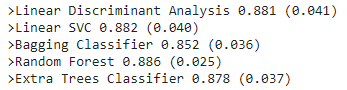 >Linear Discriminant Analysis 0.881 (0.041)
>Linear SVC 0.882 (0.040)
>Bagging Classifier 0.852 (0.036)
>Random Forest 0.886 (0.025)
>Extra Trees Classifier 0.878 (0.037)